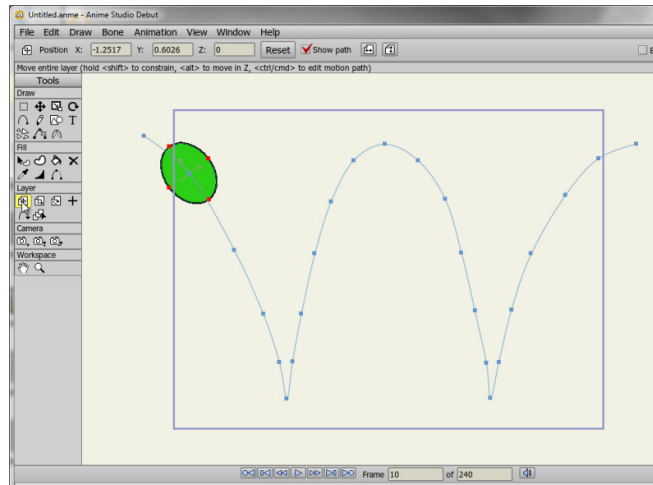 Untitled.anme - Anime Studio Debut
File Edit Draw Bone Animation View Window Help
Position X: -1.2517 Y: 0.6026 Z: 0 Reset Show path
Move entire layer (hold <shift> to constrain, <alt> to move in Z, <ctrl/cmd> to edit motion path)
Tools
Draw
T
Fill
Layer
Camera
Workspace
Frame 10 of 240